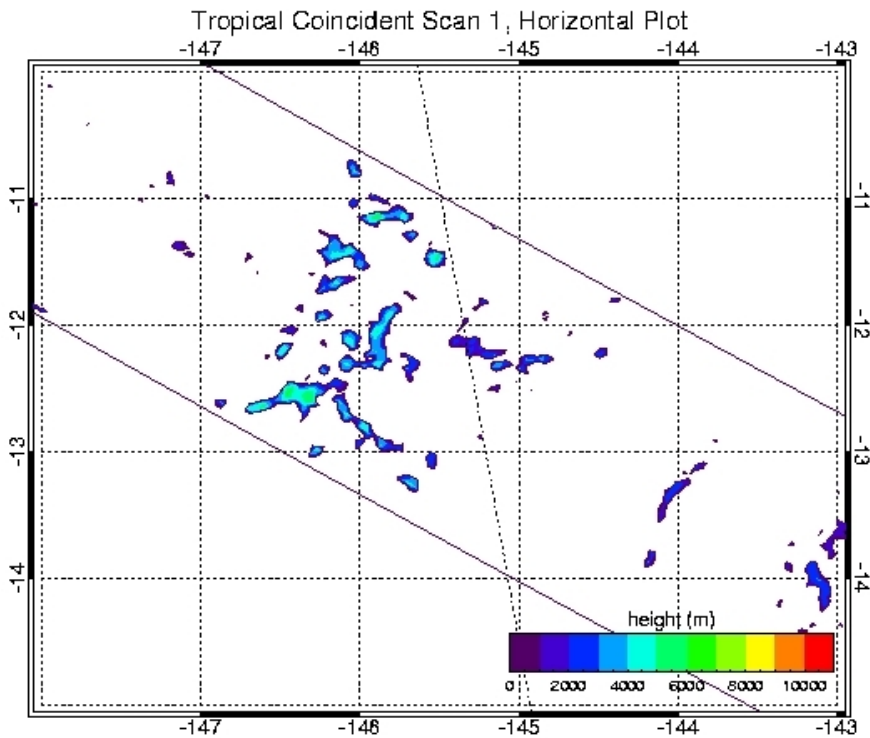 Tropical Coincident Scan 1, Horizontal Plot
-147 -146 -145 -144 -143
-11 -11
-12 -12
-13 -13
-14 -14
height (m)
0 2000 4000 6000 8000 10000
-147 -146 -145 -144 -143